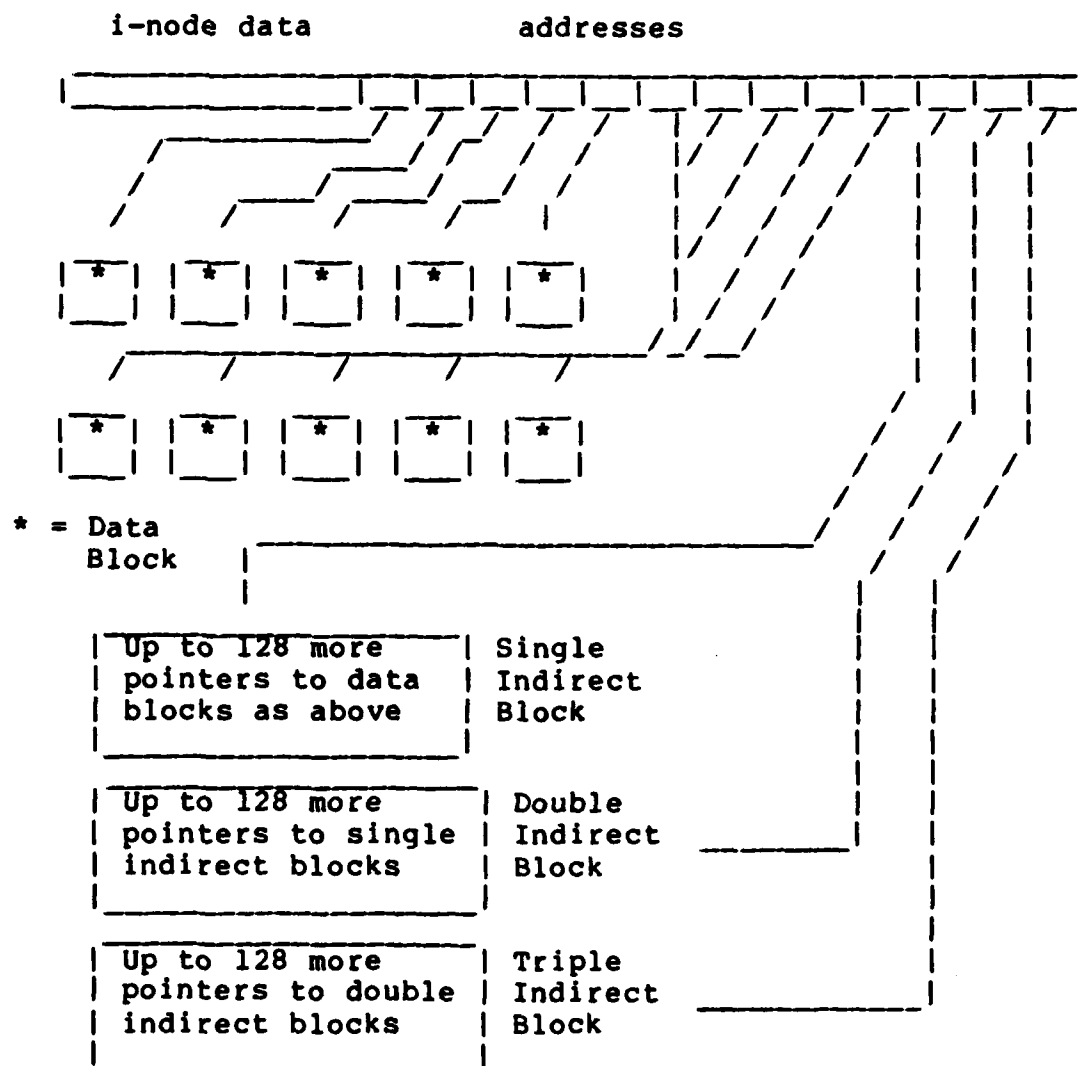 i-node data addresses
* * * * *
* * * * *
* = Data
Block
Up to 128 more
pointers to data
blocks as above
Single
Indirect
Block
Up to 128 more
pointers to single
indirect blocks
Double
Indirect
Block
Up to 128 more
pointers to double
indirect blocks
Triple
Indirect
Block